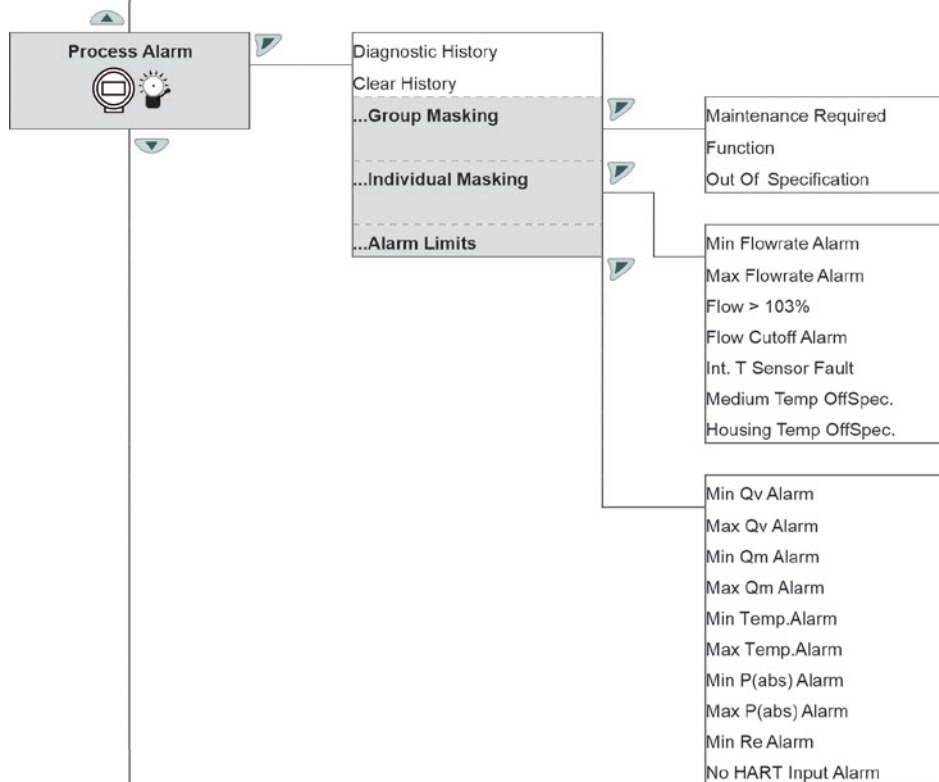 Process Alarm
Diagnostic History
Clear History
...Group Masking
...Individual Masking
...Alarm Limits
Maintenance Required
Function
Out Of Specification
Min Flowrate Alarm
Max Flowrate Alarm
Flow > 103%
Flow Cutoff Alarm
Int. T Sensor Fault
Medium Temp OffSpec.
Housing Temp OffSpec.
Min Qv Alarm
Max Qv Alarm
Min Qm Alarm
Max Qm Alarm
Min Temp.Alarm
Max Temp.Alarm
Min P(abs) Alarm
Max P(abs) Alarm
Min Re Alarm
No HART Input Alarm